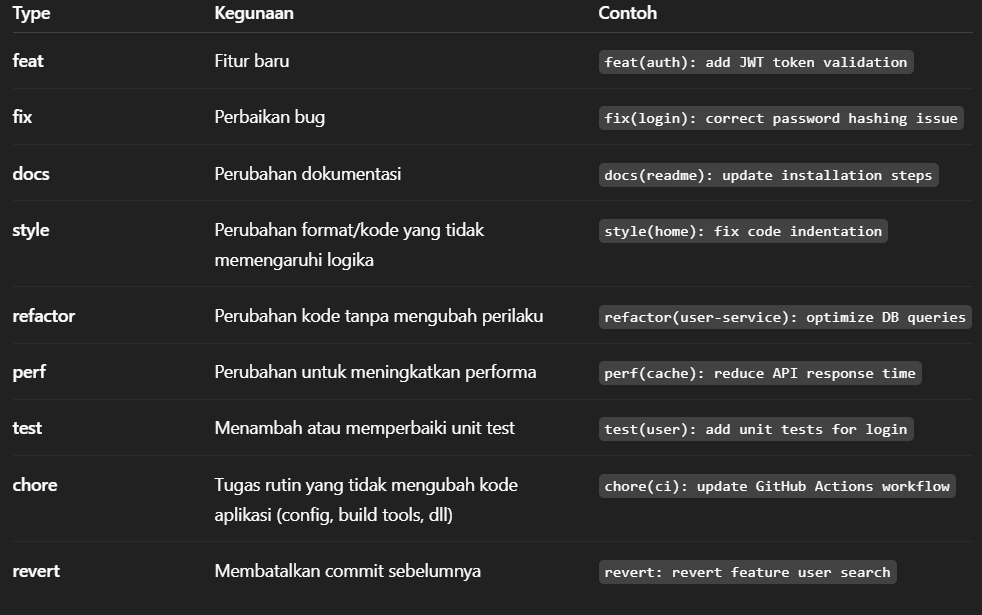 Type Kegunaan Contoh
feat Fitur baru feat(auth): add JWT token validation
fix Perbaikan bug fix(login): correct password hashing issue
docs Perubahan dokumentasi docs(readme): update installation steps
style Perubahan format/kode yang tidak style(home): fix code indentation
memengaruhi logika
refactor Perubahan kode tanpa mengubah perilaku refactor(user-service): optimize DB queries
perf Perubahan untuk meningkatkan performa perf(cache): reduce API response time
test Menambah atau memperbaiki unit test test(user): add unit tests for login
chore Tugas rutin yang tidak mengubah kode chore(ci): update GitHub Actions workflow
aplikasi (config, build tools, dll)
revert Membatalkan commit sebelumnya revert: revert feature user search